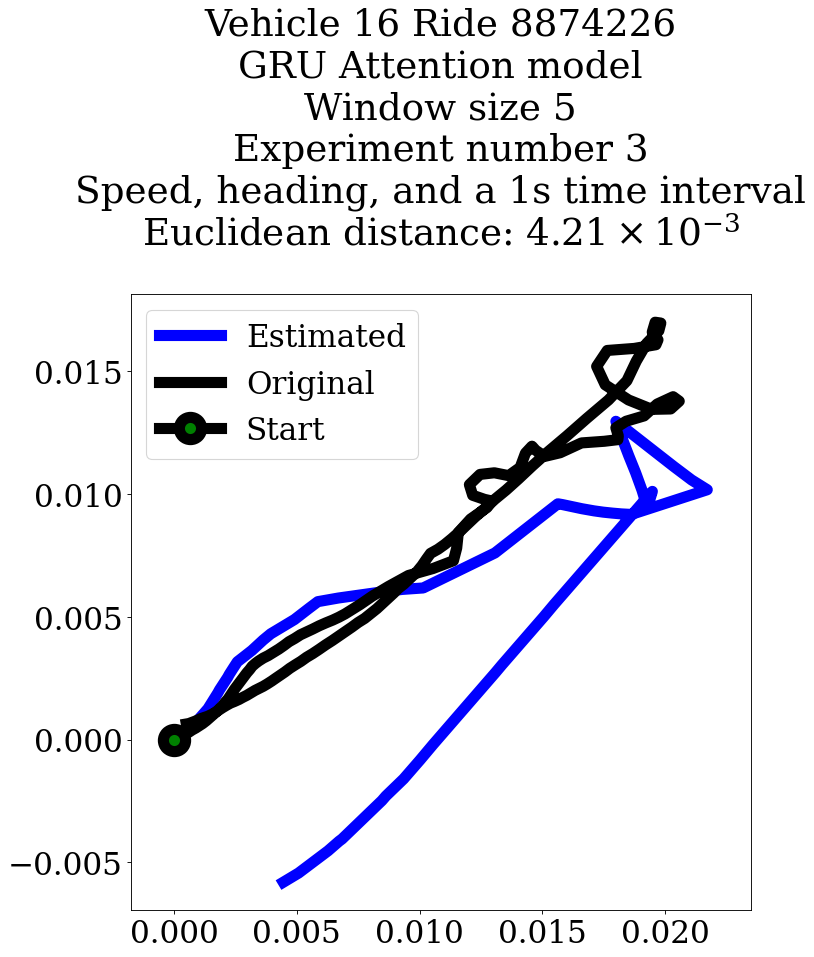 Vehicle 16 Ride 8874226
GRU Attention model
Window size 5
Experiment number 3
Speed, heading, and a 1s time interval
Euclidean distance: 4.21 × 10⁻³
Estimated
Original
Start
0.015
0.010
0.005
0.000
−0.005
0.000 0.005 0.010 0.015 0.020